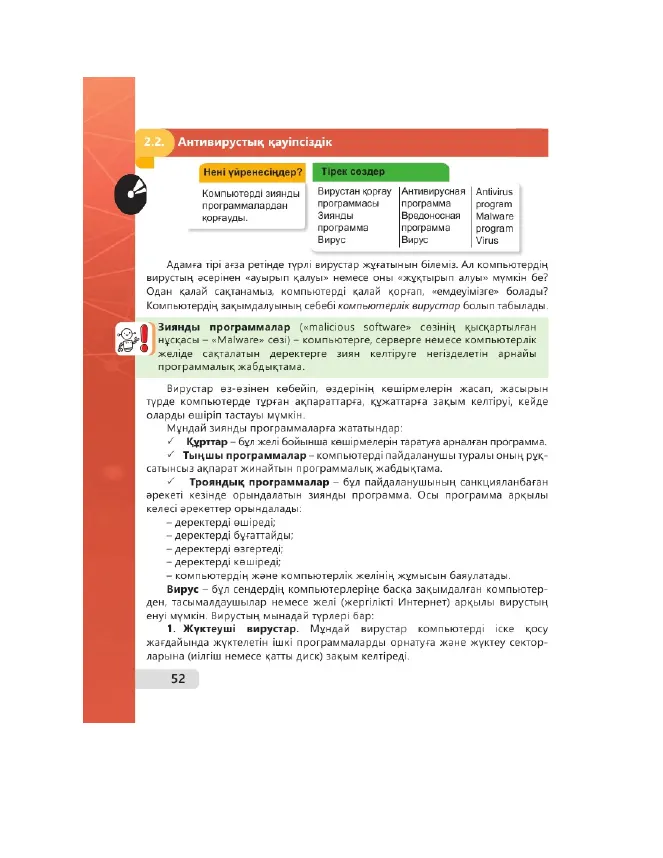 2.2. Антивирустық қауіпсіздік
Нені үйренесіңдер?
Компьютерді зиянды
программалардан
қорғауды.
Тірек сөздер
Вирустан қорғау
программасы
Зиянды
программа
Вирус
Антивирусная
программа
Вредоносная
программа
Вирус
Antivirus
program
Malware
program
Virus
Адамға тірі ағза ретінде түрлі вирустар жұғатынын білеміз. Ал компьютердің
вирустың әсерінен «ауырып қалуы» немесе оны «жұқтырып алуы» мүмкін бе?
Одан қалай сақтанамыз, компьютерді қалай қорғап, «емдеуімізге» болады?
Компьютердің зақымдалуының себебі компьютерлік вирустар болып табылады.
Зиянды программалар («malicious software» сөзінің қысқартылған
нұсқасы – «Malware» сөзі) – компьютерге, серверге немесе компьютерлік
желіде сақталатын деректерге зиян келтіруге негізделетін арнайы
программалық жабдықтама.
Вирустар өз-өзінен көбейіп, өздерінің көшірмелерін жасап, жасырын
түрде компьютерде тұрған ақпараттарға, құжаттарға зақым келтіруі, кейде
оларды өшіріп тастауы мүмкін.
Мұндай зиянды программаларға жататындар:
✓ Құрттар – бұл желі бойынша көшірмелерін таратуға арналған программа.
✓ Тыңшы программалар – компьютерді пайдаланушы туралы оның рұқ-
сатынсыз ақпарат жинайтын программалық жабдықтама.
✓ Трояндық программалар – бұл пайдаланушының санкцияланбаған
әрекеті кезінде орындалатын зиянды программа. Осы программа арқылы
келесі әрекеттер орындалады:
– деректерді өшіреді;
– деректерді бұғаттайды;
– деректерді өзгертеді;
– деректерді көшіреді;
– компьютердің және компьютерлік желінің жұмысын баяулатады.
Вирус – бұл сендердің компьютерлеріңе басқа зақымдалған компьютер-
ден, тасымалдаушылар немесе желі (жергілікті Интернет) арқылы вирустың
енуі мүмкін. Вирустың мынадай түрлері бар:
1. Жүктеуші вирустар. Мұндай вирустар компьютерді іске қосу
жағдайында жүктелетін ішкі программаларды орнатуға және жүктеу сектор-
ларына (иілгіш немесе қатты диск) зақым келтіреді.
52